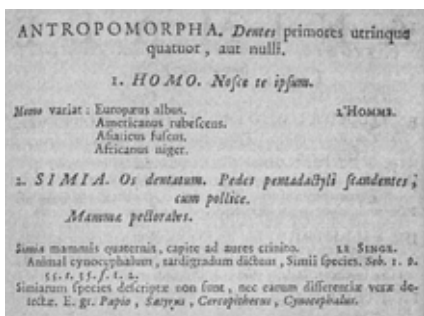 ANTROPOMORPHA. Dentes primores utrinque
quatuor, aut nulli.
1. HOMO. Nosce te ipsum.
Homo variat: Europæus albus. L'HOMME.
Americanus rubescens.
Asiaticus fuscus.
Africanus niger.
2. SIMIA. Os dentatum. Pedes pentadactyli scandentes;
cum pollice.
Mammæ pectorales.
Simia mammis quaternis, capite ad aures crinito. LE SINGE.
Animal cynocephalum, tardigradum dictum, Simii species. Seb. 1. p.
55. t. 35. f. 1. 2.
Simiarum species descriptæ non sunt, nec earum differentiæ veræ de-
tectæ. E. gr. Papio, Satyrus, Cercopithecus, Cynocephalus.